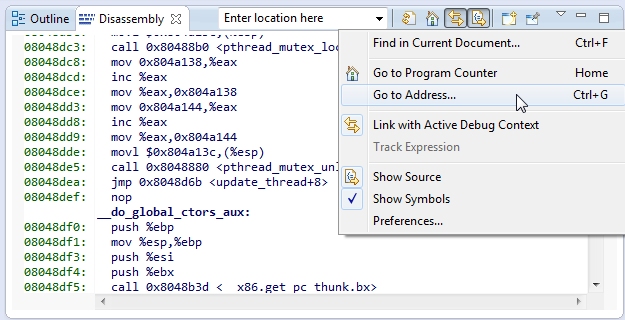 Outline
Disassembly
Enter location here
08048dc3: call 0x80488b0 <pthread_mutex_loc
08048dc8: mov 0x804a138,%eax
08048dcd: inc %eax
08048dce: mov %eax,0x804a138
08048dd3: mov 0x804a144,%eax
08048dd8: inc %eax
08048dd9: mov %eax,0x804a144
08048dde: movl $0x804a13c,(%esp)
08048de5: call 0x8048880 <pthread_mutex_unl
08048dea: jmp 0x8048d6b <update_thread+8>
08048def: nop
__do_global_ctors_aux:
08048df0: push %ebp
08048df1: mov %esp,%ebp
08048df3: push %esi
08048df4: push %ebx
08048df5: call 0x8048b3d <__x86.get_pc_thunk.bx>
Find in Current Document... Ctrl+F
Go to Program Counter Home
Go to Address... Ctrl+G
Link with Active Debug Context
Track Expression
Show Source
Show Symbols
Preferences...